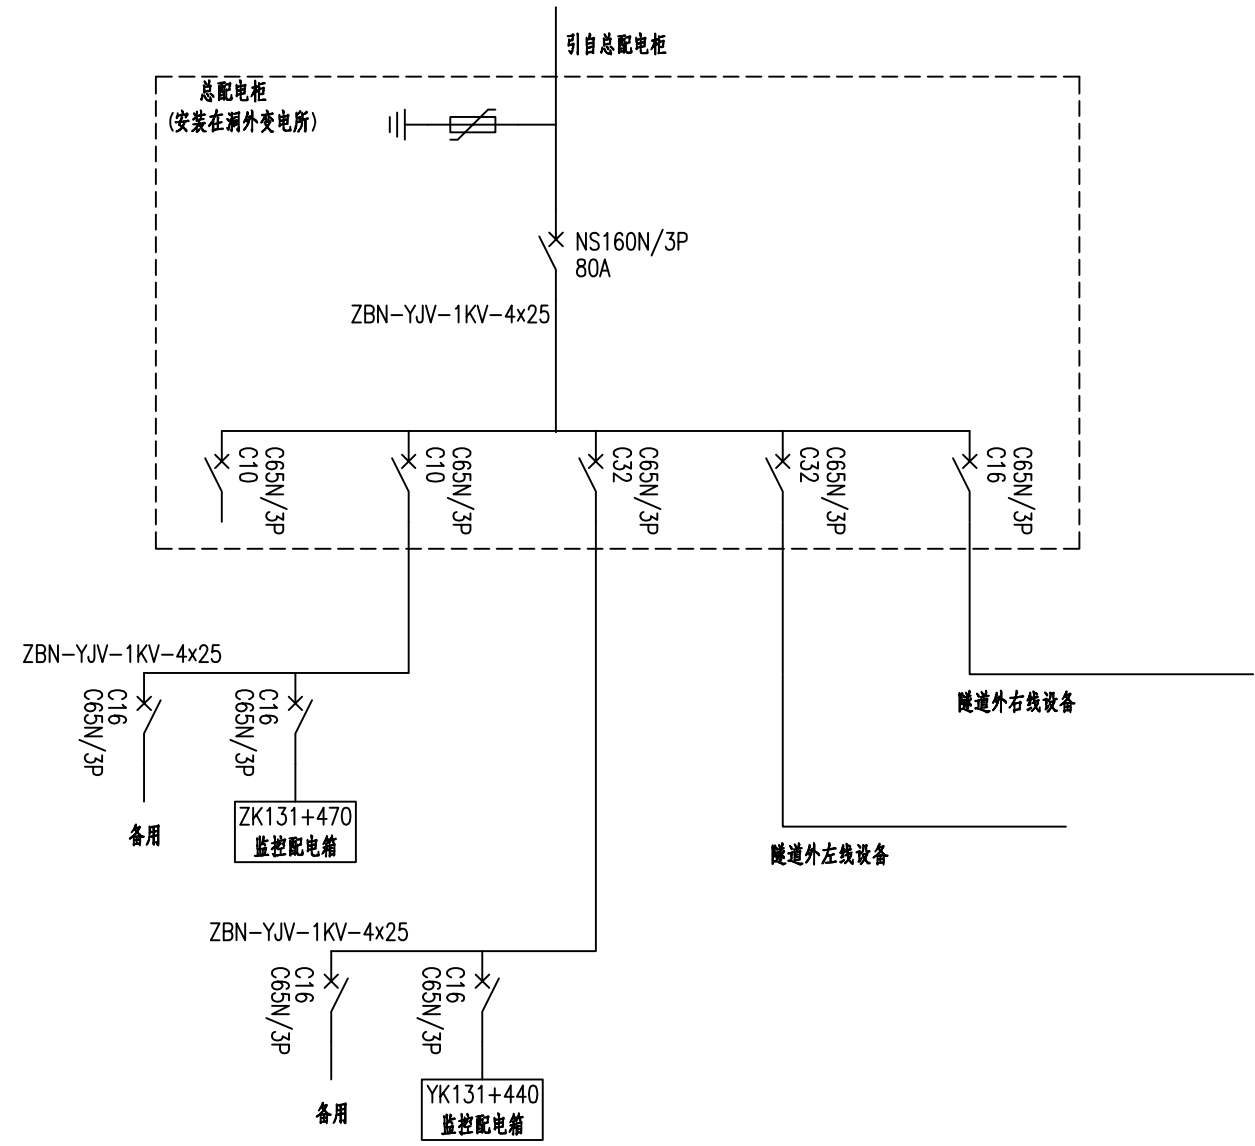 引自总配电柜
总配电柜
(安装在洞外变电所)
NS160N/3P
80A
ZBN-YJV-1KV-4x25
C65N/3P
C10
C65N/3P
C10
C65N/3P
C32
C65N/3P
C32
C65N/3P
C16
ZBN-YJV-1KV-4x25
C16
C65N/3P
C16
C65N/3P
隧道外右线设备
备用
ZK131+470
监控配电箱
隧道外左线设备
ZBN-YJV-1KV-4x25
C16
C65N/3P
C16
C65N/3P
备用
YK131+440
监控配电箱